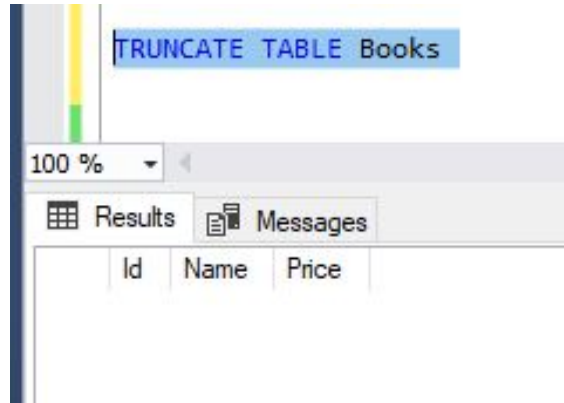 TRUNCATE TABLE Books
100 %
Results Messages
Id Name Price